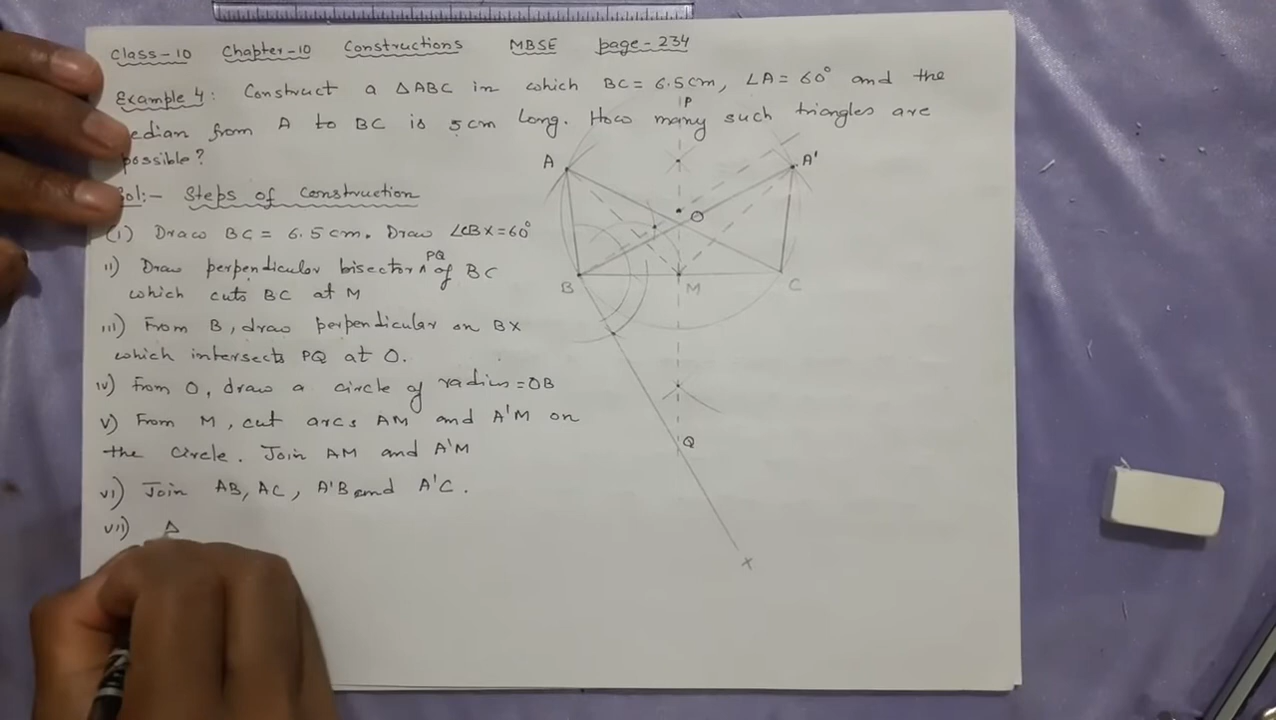 Class-10 Chapter-10 Constructions MBSE page-234
Example 4: Construct a ΔABC in which BC = 6.5cm, ∠A = 60° and the
edian from A to BC is 5cm long. How many such triangles are
possible?
Sol:- Steps of Construction
(i) Draw BC = 6.5cm. Draw ∠CBX = 60°
ii) Draw perpendicular bisector ^ PQ of BC
which cuts BC at M
iii) From B, draw perpendicular on BX
which intersects PQ at O.
iv) From O, draw a circle of radius = OB
v) From M, cut arcs AM and A'M on
the circle. Join AM and A'M
vi) Join AB, AC, A'B and A'C.
vii) Δ
P
A
A'
O
B
M
C
Q
X